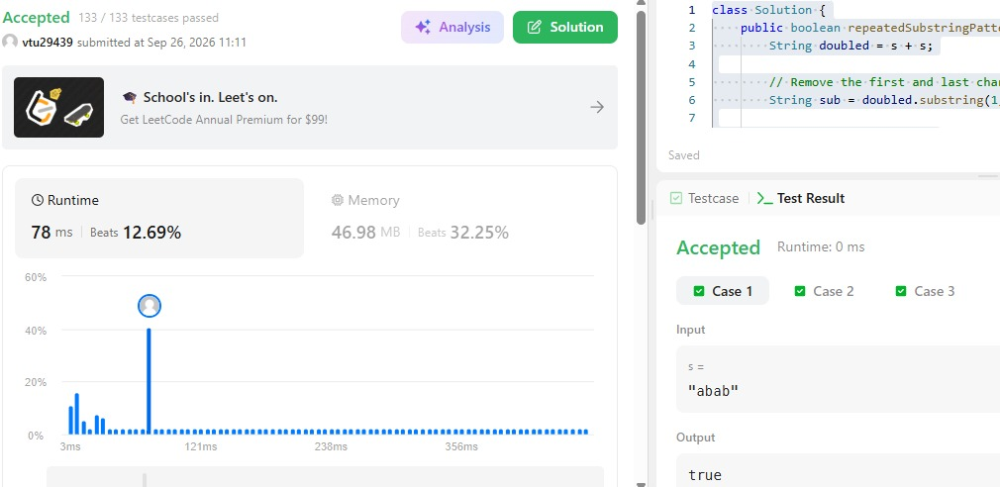 Accepted 133 / 133 testcases passed
vtu29439 submitted at Sep 26, 2026 11:11
Analysis
Solution
School's in. Leet's on.
Get LeetCode Annual Premium for $99!
Runtime
78 ms | Beats 12.69%
Memory
46.98 MB | Beats 32.25%
60%
40%
20%
0%
3ms 121ms 238ms 356ms
1 class Solution {
2 public boolean repeatedSubstringPatt
3 String doubled = s + s;
4
5 // Remove the first and last cha
6 String sub = doubled.substring(1,
7
Saved
Testcase
Test Result
Accepted Runtime: 0 ms
Case 1 Case 2 Case 3
Input
s =
"abab"
Output
true